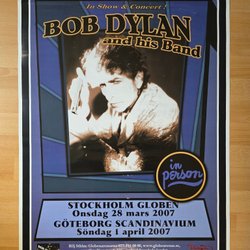 In Show & Concert!
BOB DYLAN
and his Band
in
person
STOCKHOLM GLOBEN
Onsdag 28 mars 2007
GÖTEBORG SCANDINAVIUM
Söndag 1 april 2007